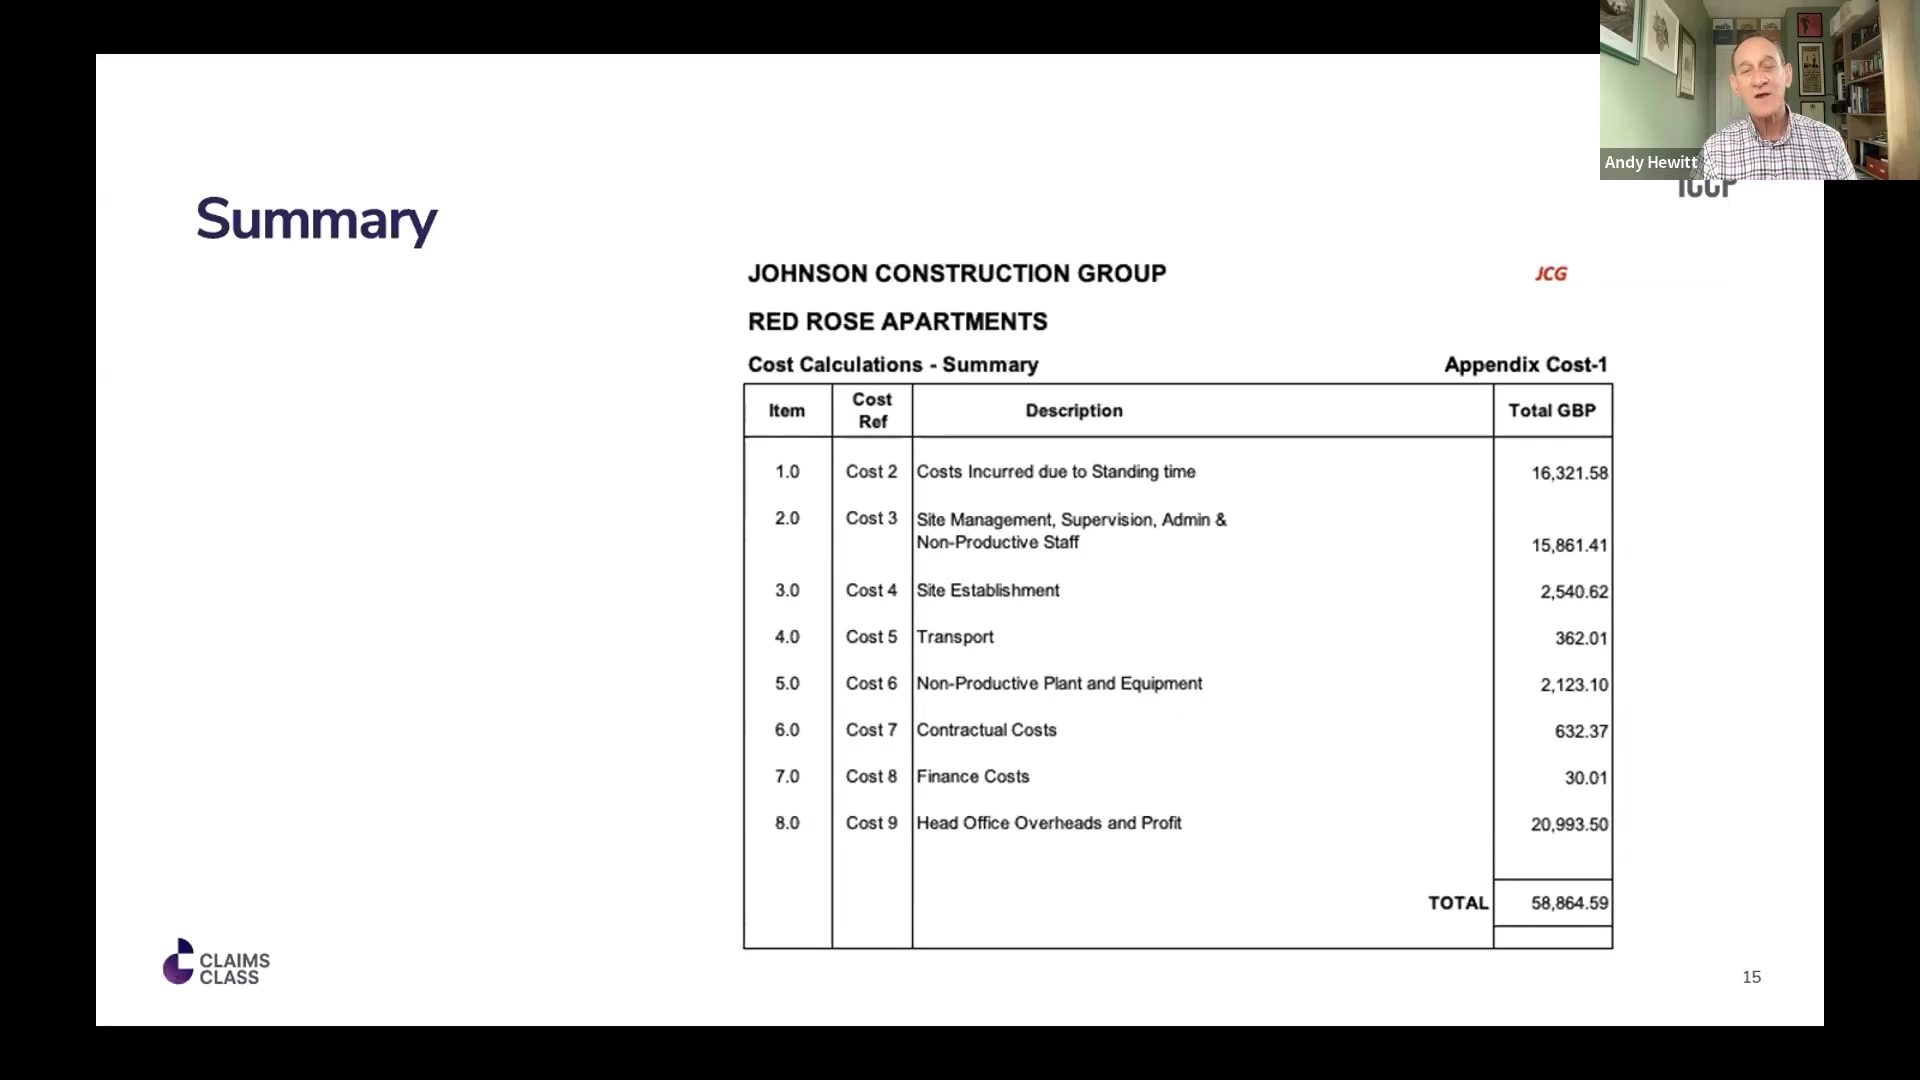 Andy Hewitt
Summary
JOHNSON CONSTRUCTION GROUP
JCG
RED ROSE APARTMENTS
Cost Calculations - Summary
Appendix Cost-1
Item Cost Ref Description Total GBP
1.0 Cost 2 Costs Incurred due to Standing time 16,321.58
2.0 Cost 3 Site Management, Supervision, Admin &
Non-Productive Staff 15,861.41
3.0 Cost 4 Site Establishment 2,540.62
4.0 Cost 5 Transport 362.01
5.0 Cost 6 Non-Productive Plant and Equipment 2,123.10
6.0 Cost 7 Contractual Costs 632.37
7.0 Cost 8 Finance Costs 30.01
8.0 Cost 9 Head Office Overheads and Profit 20,993.50
TOTAL 58,864.59
CLAIMS
CLASS
15